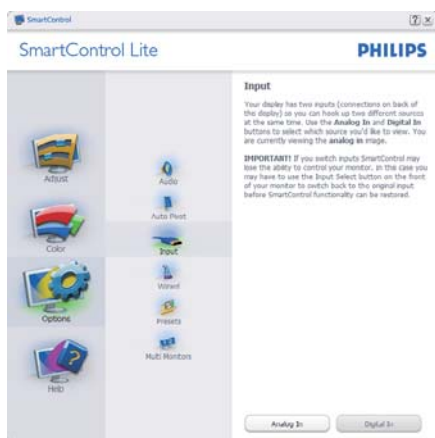 SmartControl
SmartControl Lite
PHILIPS
Adjust
Color
Options
Help
Audio
Auto Pivot
Input
Wizard
Presets
Multi Monitors
Input
Your display has two inputs (connections on back of
the display) so you can hook up two different sources
at the same time. Use the Analog In and Digital In
buttons to select which source you'd like to view. You
are currently viewing the analog in image.
IMPORTANT! If you switch inputs SmartControl may
lose the ability to control your monitor. In this case you
may have to use the Input Select button on the front
of your monitor to switch back to the original input
before SmartControl functionality can be restored.
Analog In
Digital In